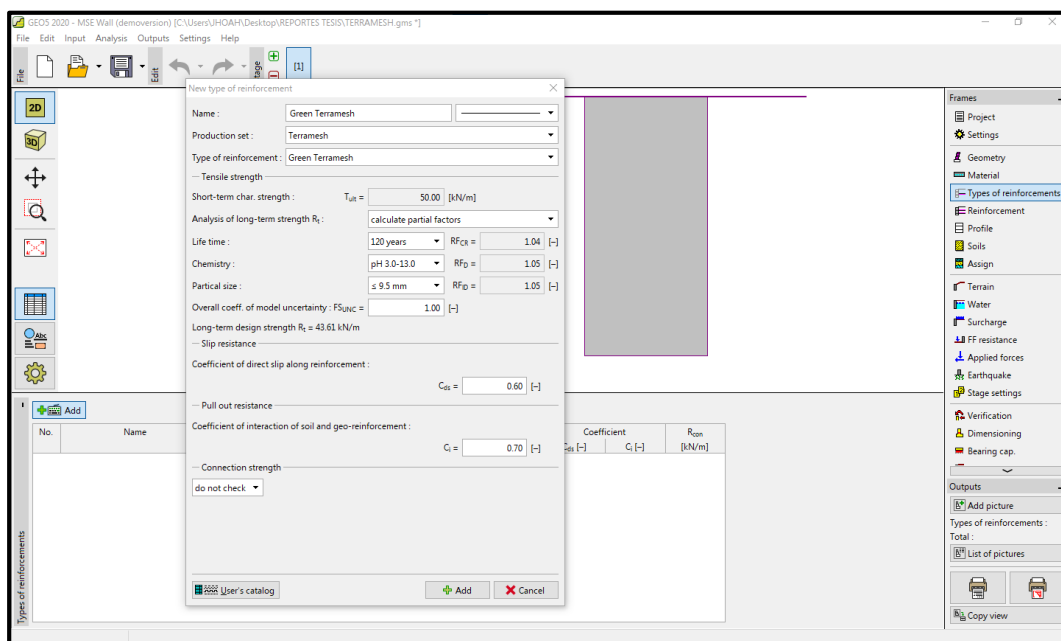 GEO5 2020 - MSE Wall (demoversion) [C:\Users\JHOAH\Desktop\REPORTES TESIS\TERRAMESH.gms *]
File Edit Input Analysis Outputs Settings Help
File
Edit
Stage
[1]
2D
3D
Abc
New type of reinforcement
Name : Green Terramesh
Production set : Terramesh
Type of reinforcement : Green Terramesh
Tensile strength
Short-term char. strength : Tult = 50.00 [kN/m]
Analysis of long-term strength Rt : calculate partial factors
Life time : 120 years RFCR = 1.04 [–]
Chemistry : pH 3.0-13.0 RFD = 1.05 [–]
Partical size : ≤ 9.5 mm RFID = 1.05 [–]
Overall coeff. of model uncertainty : FSUNC = 1.00 [–]
Long-term design strength Rt = 43.61 kN/m
Slip resistance
Coefficient of direct slip along reinforcement :
Cds = 0.60 [–]
Pull out resistance
Coefficient of interaction of soil and geo-reinforcement :
Ci = 0.70 [–]
Connection strength
do not check
User's catalog Add Cancel
Add
No. Name Coefficient Rcon
Cds [–] Ci [–] [kN/m]
Types of reinforcements
Frames
Project
Settings
Geometry
Material
Types of reinforcements
Reinforcement
Profile
Soils
Assign
Terrain
Water
Surcharge
FF resistance
Applied forces
Earthquake
Stage settings
Verification
Dimensioning
Bearing cap.
Outputs
Add picture
Types of reinforcements :
Total :
List of pictures
Copy view